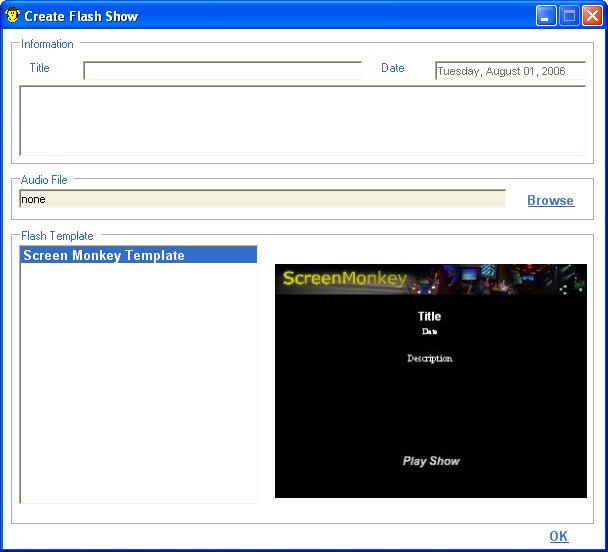 Create Flash Show
Information
Title Date Tuesday, August 01, 2006
Audio File
none Browse
Flash Template
Screen Monkey Template
ScreenMonkey
Title
Date
Description
Play Show
OK